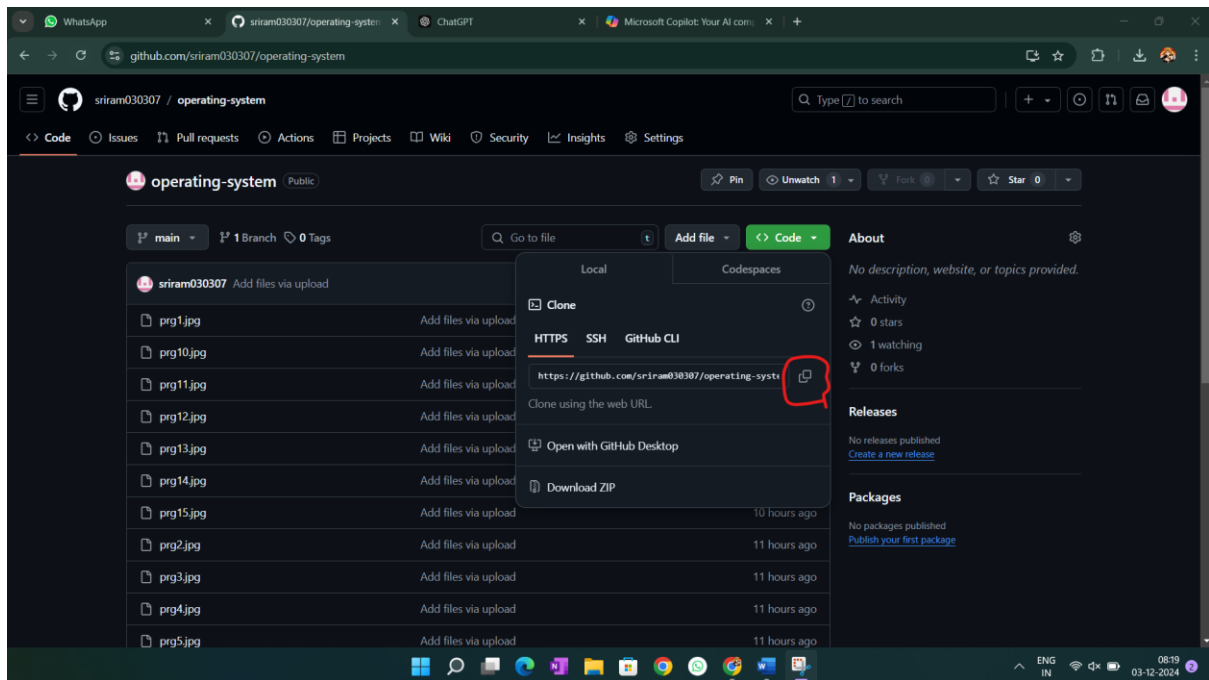 WhatsApp
sriram030307/operating-system
ChatGPT
Microsoft Copilot: Your AI com
github.com/sriram030307/operating-system
sriram030307 / operating-system
Type / to search
Code Issues Pull requests Actions Projects Wiki Security Insights Settings
operating-system Public
Pin Unwatch 1 Fork 0 Star 0
main 1 Branch 0 Tags Go to file t Add file <> Code
About
No description, website, or topics provided.
Activity
0 stars
1 watching
0 forks
Releases
No releases published
Create a new release
Packages
No packages published
Publish your first package
Local Codespaces
Clone
HTTPS SSH GitHub CLI
https://github.com/sriram030307/operating-syste
Clone using the web URL.
Open with GitHub Desktop
Download ZIP
sriram030307 Add files via upload
prg1.jpg Add files via upload
prg10.jpg Add files via upload
prg11.jpg Add files via upload
prg12.jpg Add files via upload
prg13.jpg Add files via upload
prg14.jpg Add files via upload
prg15.jpg Add files via upload 10 hours ago
prg2.jpg Add files via upload 11 hours ago
prg3.jpg Add files via upload 11 hours ago
prg4.jpg Add files via upload 11 hours ago
prg5.jpg Add files via upload 11 hours ago
ENG
IN
08:19
03-12-2024
2